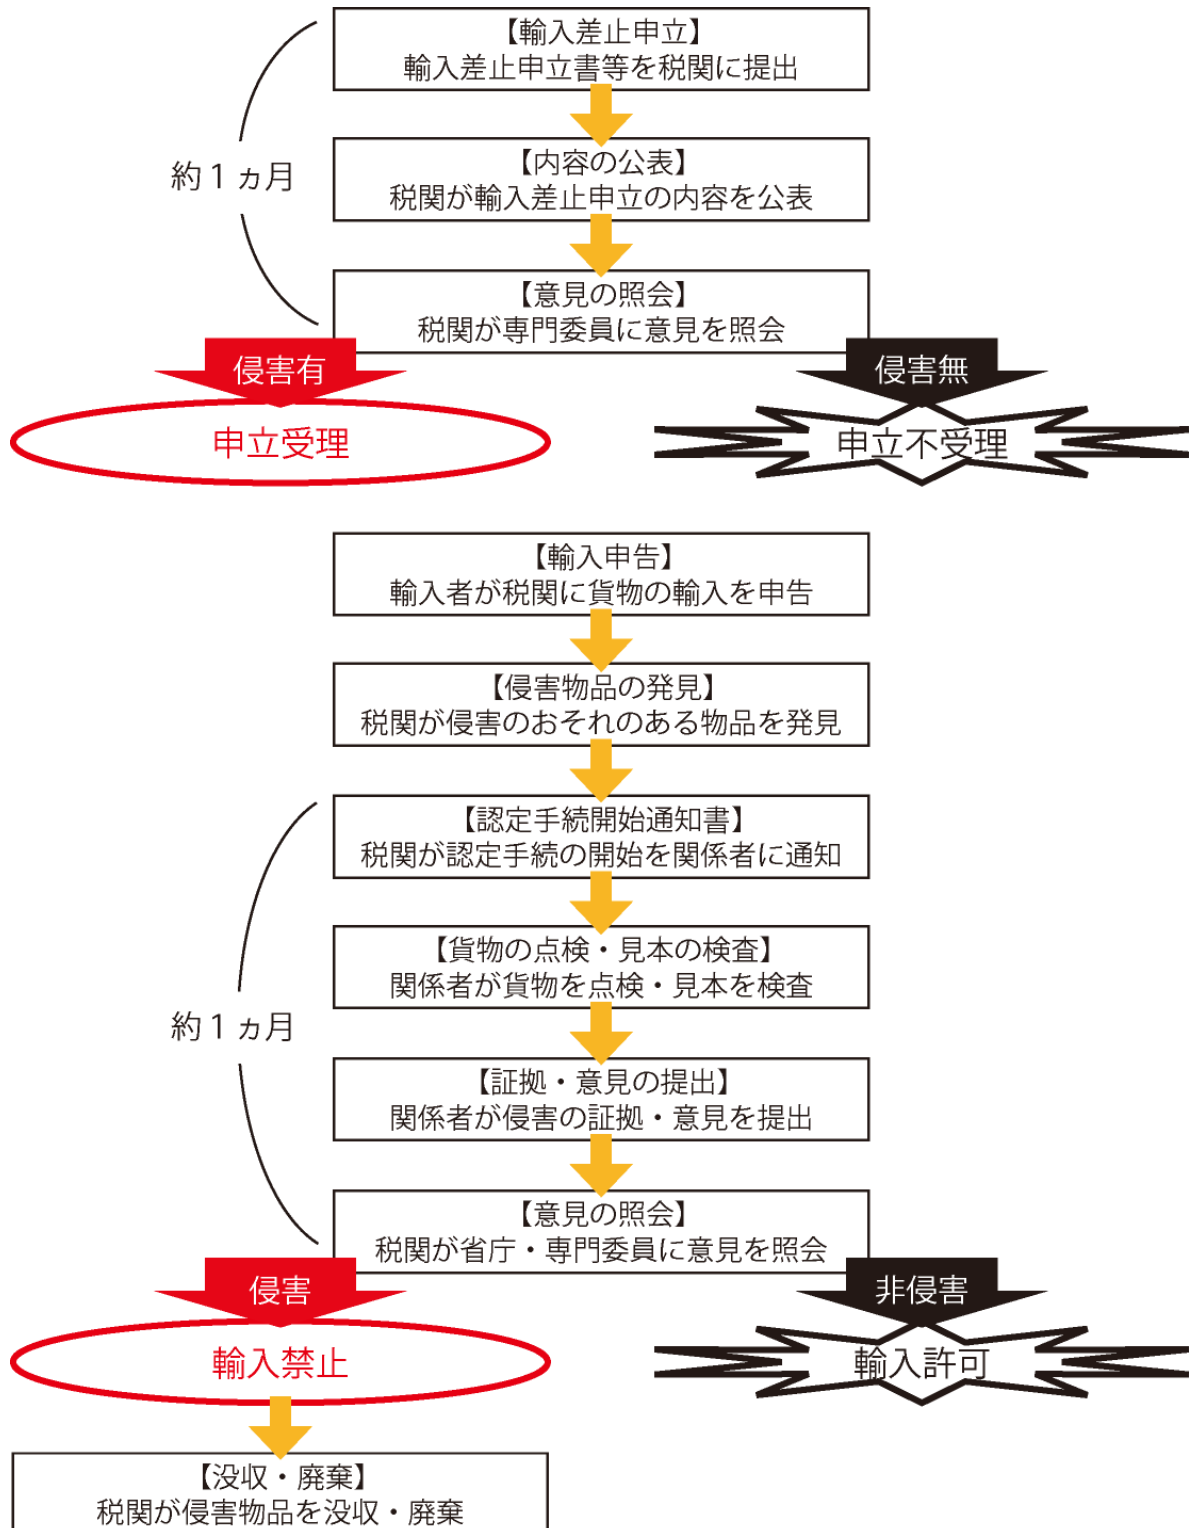 【輸入差止申立】
輸入差止申立書等を税関に提出
約1ヵ月
【内容の公表】
税関が輸入差止申立の内容を公表
【意見の照会】
税関が専門委員に意見を照会
侵害有
侵害無
申立受理
申立不受理
【輸入申告】
輸入者が税関に貨物の輸入を申告
【侵害物品の発見】
税関が侵害のおそれのある物品を発見
【認定手続開始通知書】
税関が認定手続の開始を関係者に通知
【貨物の点検・見本の検査】
関係者が貨物を点検・見本を検査
約1ヵ月
【証拠・意見の提出】
関係者が侵害の証拠・意見を提出
【意見の照会】
税関が省庁・専門委員に意見を照会
侵害
非侵害
輸入禁止
輸入許可
【没収・廃棄】
税関が侵害物品を没収・廃棄